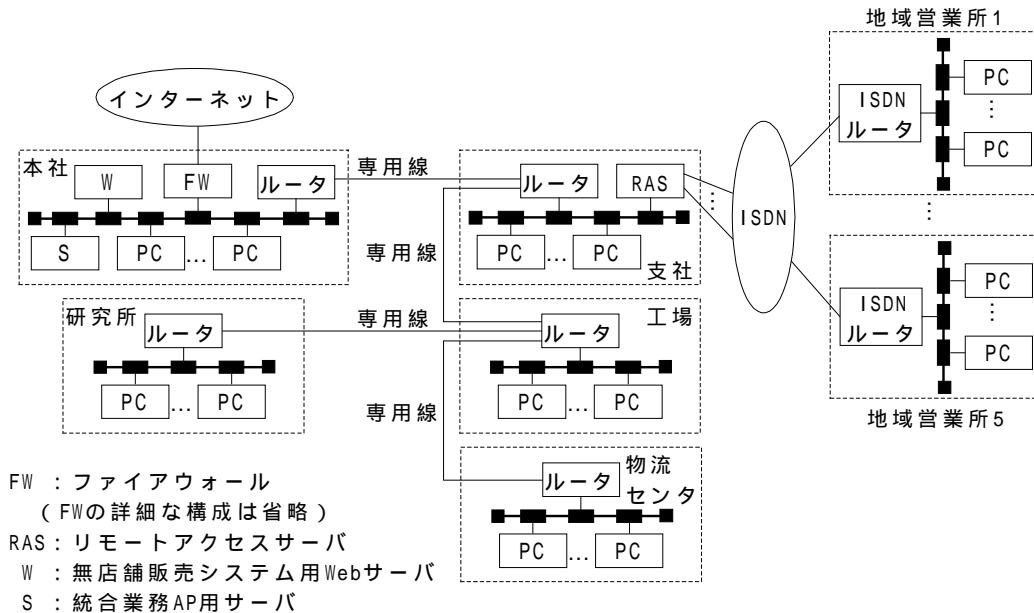 地域営業所1
インターネット
本社
W
FW
ルータ
S
PC
...
PC
専用線
ルータ
RAS
PC
...
PC
支社
...
ISDN
ISDN
ルータ
PC
...
PC
...
専用線
研究所
ルータ
PC
...
PC
専用線
ルータ
工場
PC
...
PC
ISDN
ルータ
PC
...
PC
地域営業所5
専用線
ルータ
物流
センタ
PC
...
PC
FW :ファイアウォール
(FWの詳細な構成は省略)
RAS:リモートアクセスサーバ
W :無店舗販売システム用Webサーバ
S :統合業務AP用サーバ